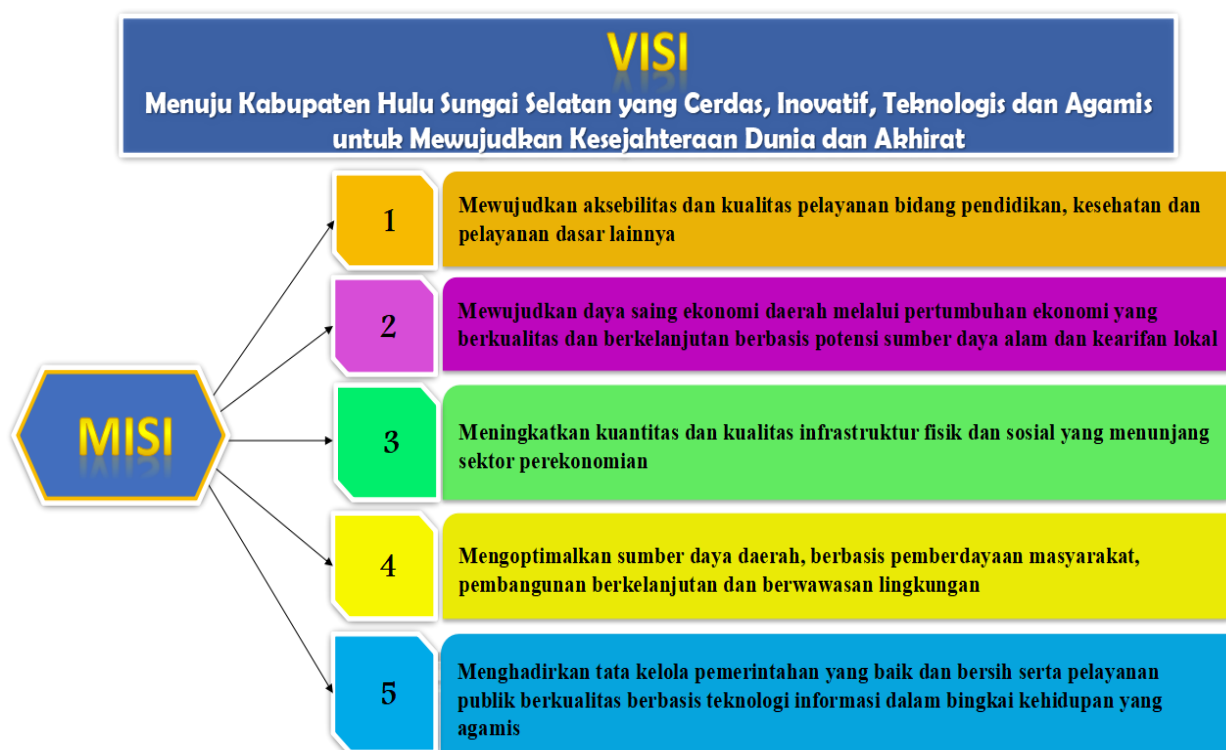 VISI
Menuju Kabupaten Hulu Sungai Selatan yang Cerdas, Inovatif, Teknologis dan Agamis
untuk Mewujudkan Kesejahteraan Dunia dan Akhirat
MISI
1
Mewujudkan aksebilitas dan kualitas pelayanan bidang pendidikan, kesehatan dan
pelayanan dasar lainnya
2
Mewujudkan daya saing ekonomi daerah melalui pertumbuhan ekonomi yang
berkualitas dan berkelanjutan berbasis potensi sumber daya alam dan kearifan lokal
3
Meningkatkan kuantitas dan kualitas infrastruktur fisik dan sosial yang menunjang
sektor perekonomian
4
Mengoptimalkan sumber daya daerah, berbasis pemberdayaan masyarakat,
pembangunan berkelanjutan dan berwawasan lingkungan
5
Menghadirkan tata kelola pemerintahan yang baik dan bersih serta pelayanan
publik berkualitas berbasis teknologi informasi dalam bingkai kehidupan yang
agamis